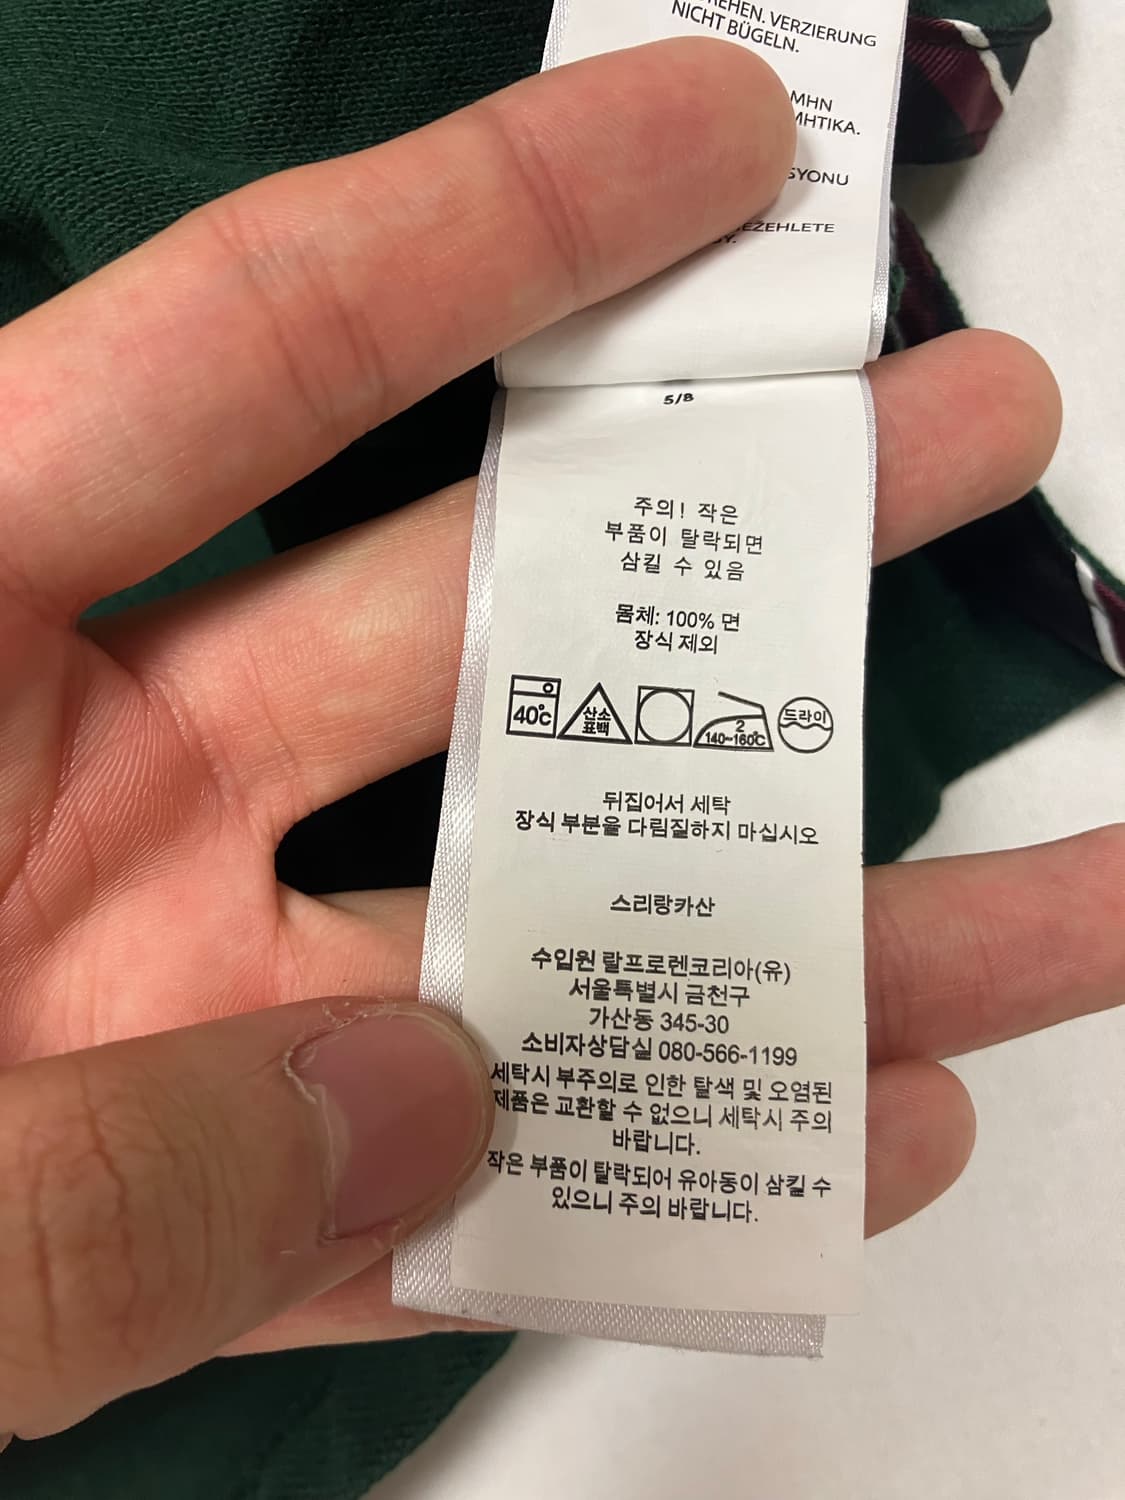 NICHT BÜGELN. VERZIERUNG
5/8
주의! 작은
부품이 탈락되면
삼킬 수 있음
몸체: 100% 면
장식 제외
40℃
산소
표백
2
140~160℃
드라이
뒤집어서 세탁
장식 부분을 다림질하지 마십시오
스리랑카산
수입원 랄프로렌코리아(유)
서울특별시 금천구
가산동 345-30
소비자상담실 080-566-1199
세탁시 부주의로 인한 탈색 및 오염된
제품은 교환할 수 없으니 세탁시 주의
바랍니다.
작은 부품이 탈락되어 유아동이 삼킬 수
있으니 주의 바랍니다.